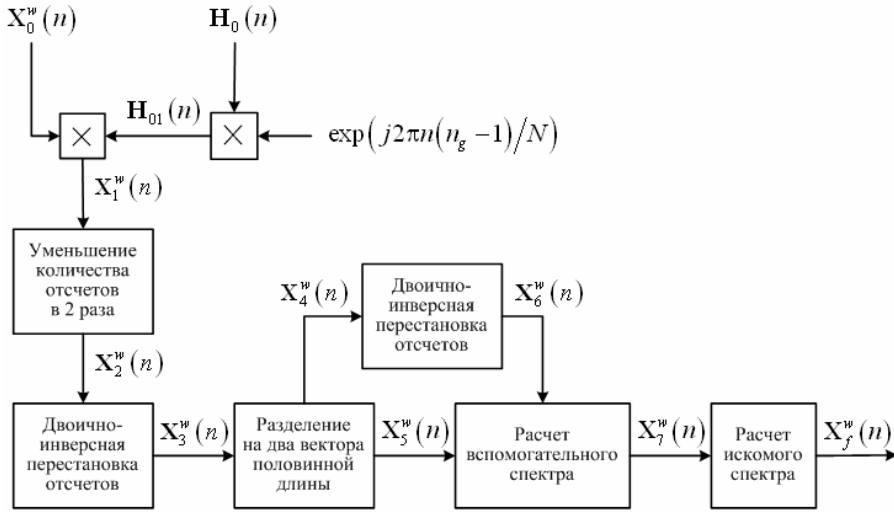 X₀ʷ(n)
H₀(n)
H₀₁(n)
×
×
exp(j2πn(n_g −1)/N)
X₁ʷ(n)
Уменьшение
количества
отсчетов
в 2 раза
X₂ʷ(n)
X₄ʷ(n)
Двоично-
инверсная
перестановка
отсчетов
X₆ʷ(n)
Двоично-
инверсная
перестановка
отсчетов
X₃ʷ(n)
Разделение
на два вектора
половинной
длины
X₅ʷ(n)
Расчет
вспомогательного
спектра
X₇ʷ(n)
Расчет
искомого
спектра
X_fʷ(n)